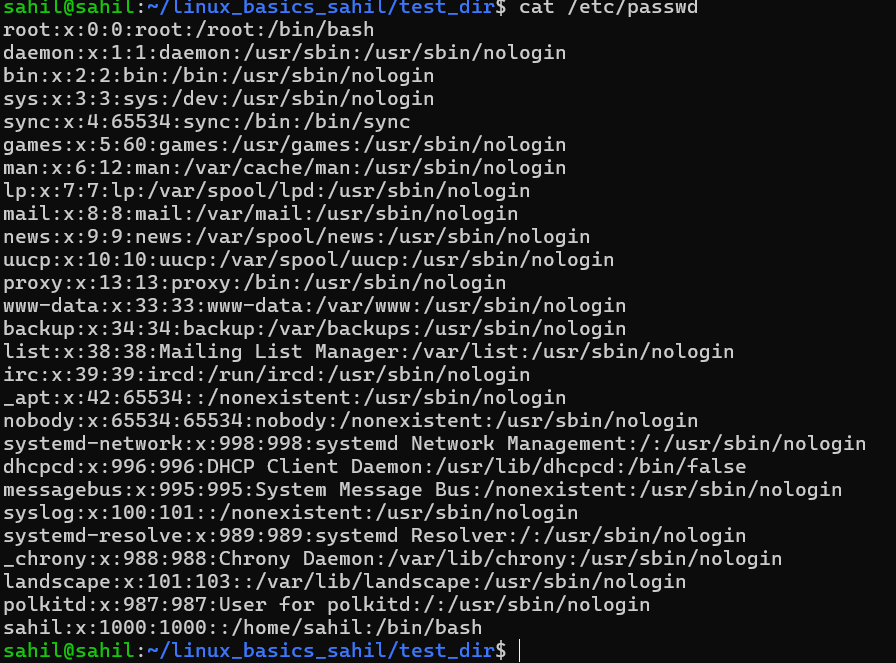 sahil@sahil:~/linux_basics_sahil/test_dir$ cat /etc/passwd
root:x:0:0:root:/root:/bin/bash
daemon:x:1:1:daemon:/usr/sbin:/usr/sbin/nologin
bin:x:2:2:bin:/bin:/usr/sbin/nologin
sys:x:3:3:sys:/dev:/usr/sbin/nologin
sync:x:4:65534:sync:/bin:/bin/sync
games:x:5:60:games:/usr/games:/usr/sbin/nologin
man:x:6:12:man:/var/cache/man:/usr/sbin/nologin
lp:x:7:7:lp:/var/spool/lpd:/usr/sbin/nologin
mail:x:8:8:mail:/var/mail:/usr/sbin/nologin
news:x:9:9:news:/var/spool/news:/usr/sbin/nologin
uucp:x:10:10:uucp:/var/spool/uucp:/usr/sbin/nologin
proxy:x:13:13:proxy:/bin:/usr/sbin/nologin
www-data:x:33:33:www-data:/var/www:/usr/sbin/nologin
backup:x:34:34:backup:/var/backups:/usr/sbin/nologin
list:x:38:38:Mailing List Manager:/var/list:/usr/sbin/nologin
irc:x:39:39:ircd:/run/ircd:/usr/sbin/nologin
_apt:x:42:65534::/nonexistent:/usr/sbin/nologin
nobody:x:65534:65534:nobody:/nonexistent:/usr/sbin/nologin
systemd-network:x:998:998:systemd Network Management:/:/usr/sbin/nologin
dhcpcd:x:996:996:DHCP Client Daemon:/usr/lib/dhcpcd:/bin/false
messagebus:x:995:995:System Message Bus:/nonexistent:/usr/sbin/nologin
syslog:x:100:101::/nonexistent:/usr/sbin/nologin
systemd-resolve:x:989:989:systemd Resolver:/:/usr/sbin/nologin
_chrony:x:988:988:Chrony Daemon:/var/lib/chrony:/usr/sbin/nologin
landscape:x:101:103::/var/lib/landscape:/usr/sbin/nologin
polkitd:x:987:987:User for polkitd:/:/usr/sbin/nologin
sahil:x:1000:1000::/home/sahil:/bin/bash
sahil@sahil:~/linux_basics_sahil/test_dir$